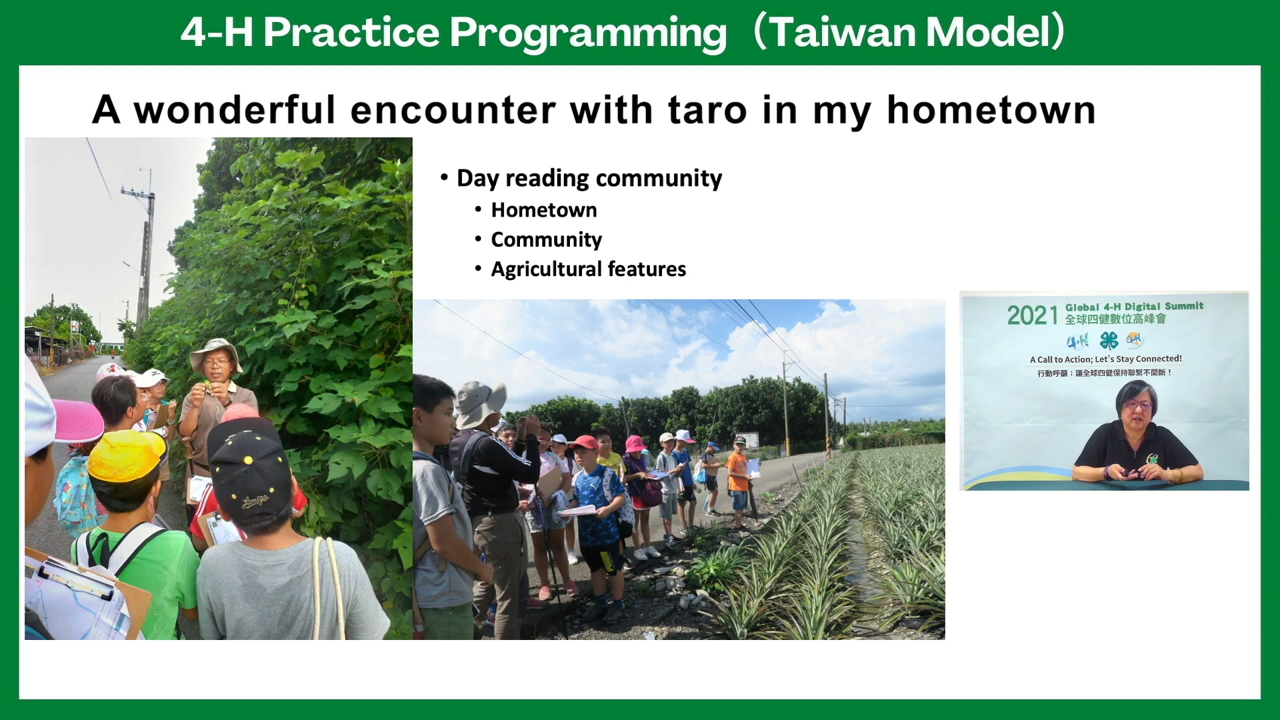 4-H Practice Programming（Taiwan Model）
A wonderful encounter with taro in my hometown
• Day reading community
• Hometown
• Community
• Agricultural features
2021 Global 4-H Digital Summit
全球四健數位高峰會
4-H
A Call to Action; Let's Stay Connected!
行動呼籲：讓全球四健保持聯繫不間斷！